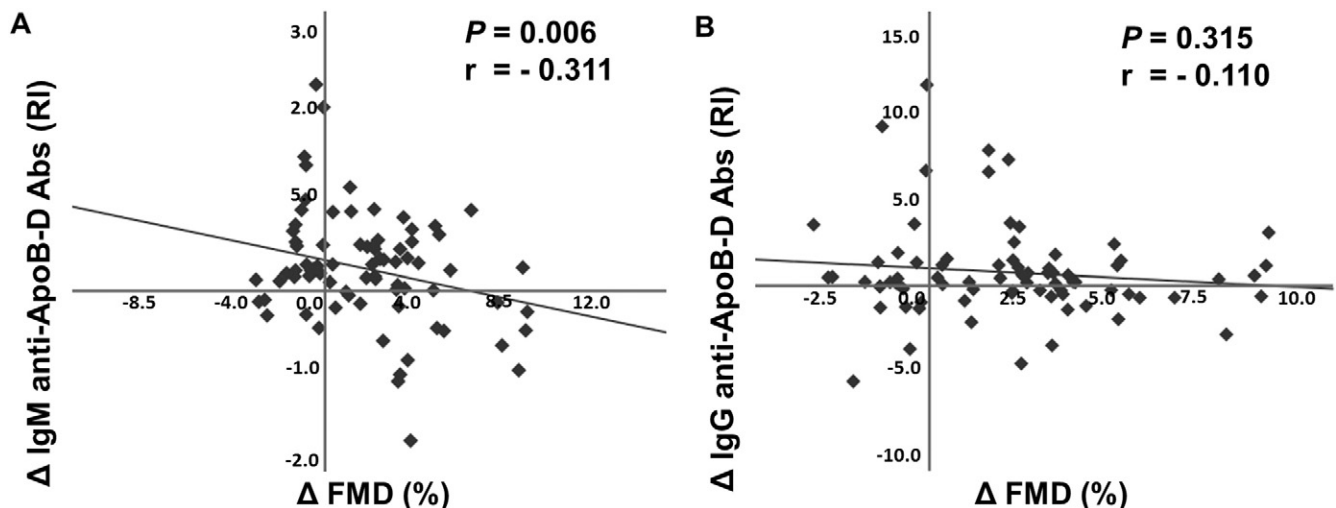 A
Δ IgM anti-ApoB-D Abs (RI)
3.0
2.0
5.0
-1.0
-2.0
-8.5 -4.0 0.0 4.0 8.5 12.0
P = 0.006
r = - 0.311
Δ FMD (%)
B
Δ IgG anti-ApoB-D Abs (RI)
15.0
10.0
5.0
-5.0
-10.0
-2.5 0.0 2.5 5.0 7.5 10.0
P = 0.315
r = - 0.110
Δ FMD (%)